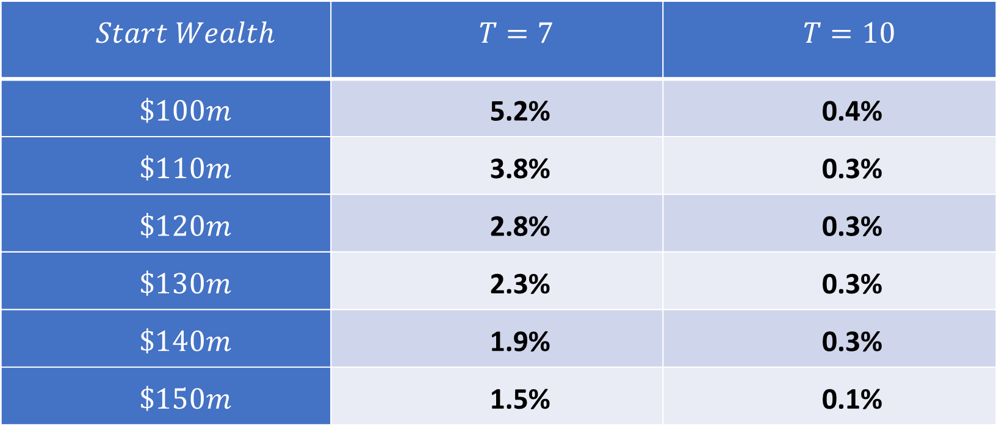 Start Wealth T = 7 T = 10
$100m 5.2% 0.4%
$110m 3.8% 0.3%
$120m 2.8% 0.3%
$130m 2.3% 0.3%
$140m 1.9% 0.3%
$150m 1.5% 0.1%